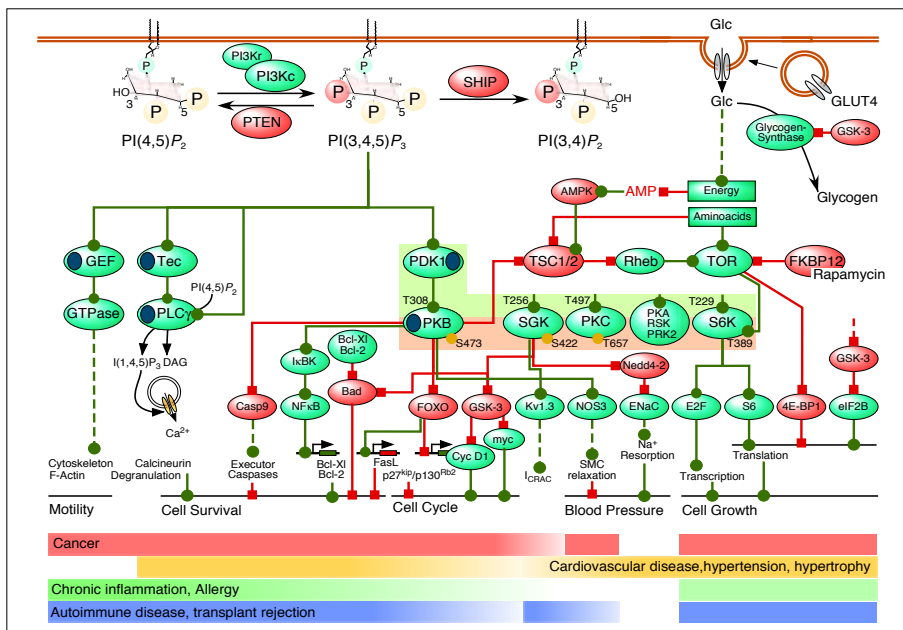 Glc
P
PI3Kr
PI3Kc
P
SHIP
P
HO
3
P
5
P
PTEN
P
3
P
5
P
P
3
P
5
OH
PI(4,5)P₂
PI(3,4,5)P₃
PI(3,4)P₂
Glc
GLUT4
Glycogen-
Synthase
GSK-3
Glycogen
AMPK
AMP
Energy
Aminoacids
GEF
Tec
PDK1
TSC1/2
Rheb
TOR
FKBP12
Rapamycin
PI(4,5)P₂
GTPase
PLCγ
T308
PKB
S473
T256
SGK
S422
T497
PKC
T657
PKA
RSK
PRK2
T229
S6K
T389
I(1,4,5)P₃ DAG
Ca²⁺
IκBK
Bcl-Xl
Bcl-2
Nedd4-2
GSK-3
Casp9
NFκB
Bad
FOXO
GSK-3
Kv1.3
NOS3
ENaC
E2F
S6
4E-BP1
eIF2B
Cyc D1
myc
Cytoskeleton
F-Actin
Calcineurin
Degranulation
Executor
Caspases
Bcl-Xl
Bcl-2
FasL
p27ᵏⁱᵖ/p130ᴿᵇ²
I_CRAC
SMC
relaxation
Na⁺
Resorption
Transcription
Translation
Motility
Cell Survival
Cell Cycle
Blood Pressure
Cell Growth
Cancer
Cardiovascular disease,hypertension, hypertrophy
Chronic inflammation, Allergy
Autoimmune disease, transplant rejection